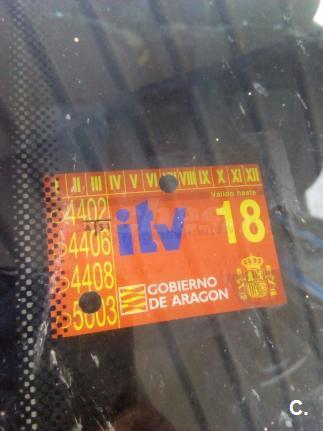 I II III IV V VI VII VIII IX X XI XII
Válido hasta
4402
itv 18
4406
4408
5003
GOBIERNO
DE ARAGON
C.